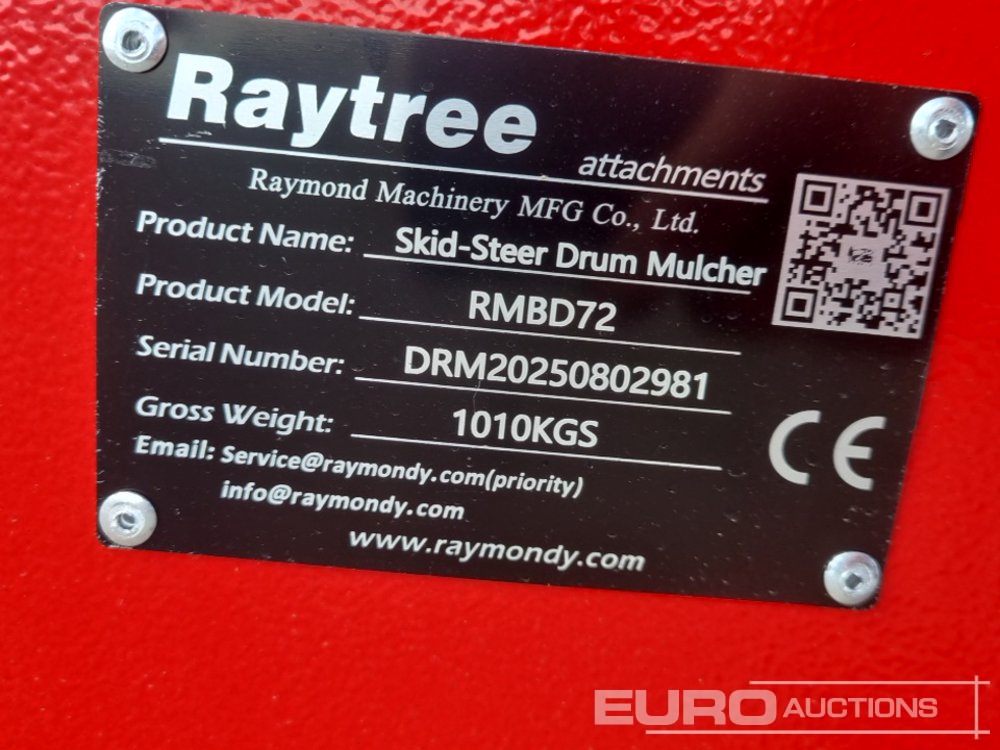 Raytree
attachments
Raymond Machinery MFG Co., Ltd.
Product Name: Skid-Steer Drum Mulcher
Product Model: RMBD72
Serial Number: DRM20250802981
Gross Weight: 1010KGS
Email: Service@raymondy.com(priority)
info@raymondy.com
www.raymondy.com
CE
EURO AUCTIONS